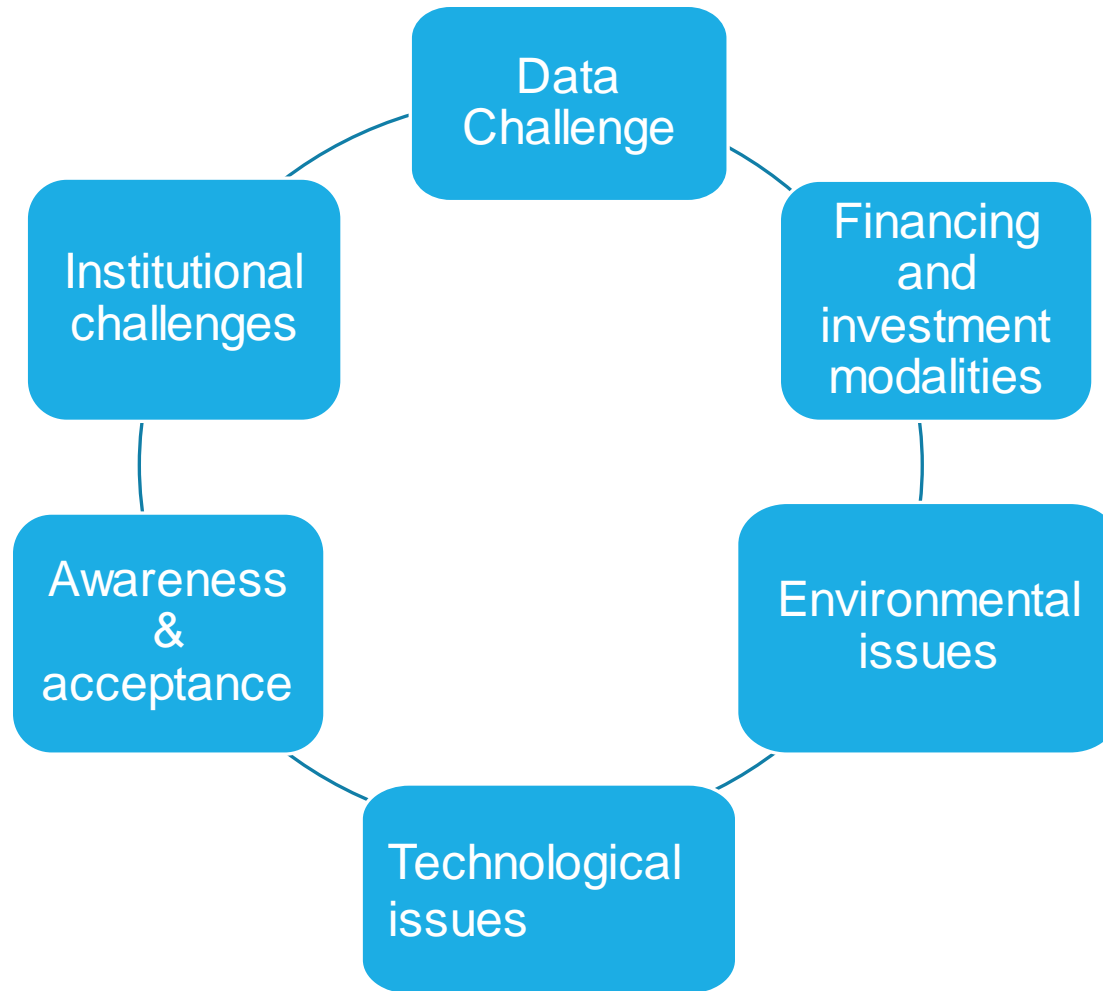 Data
Challenge
Financing
and
investment
modalities
Environmental
issues
Technological
issues
Awareness
&
acceptance
Institutional
challenges